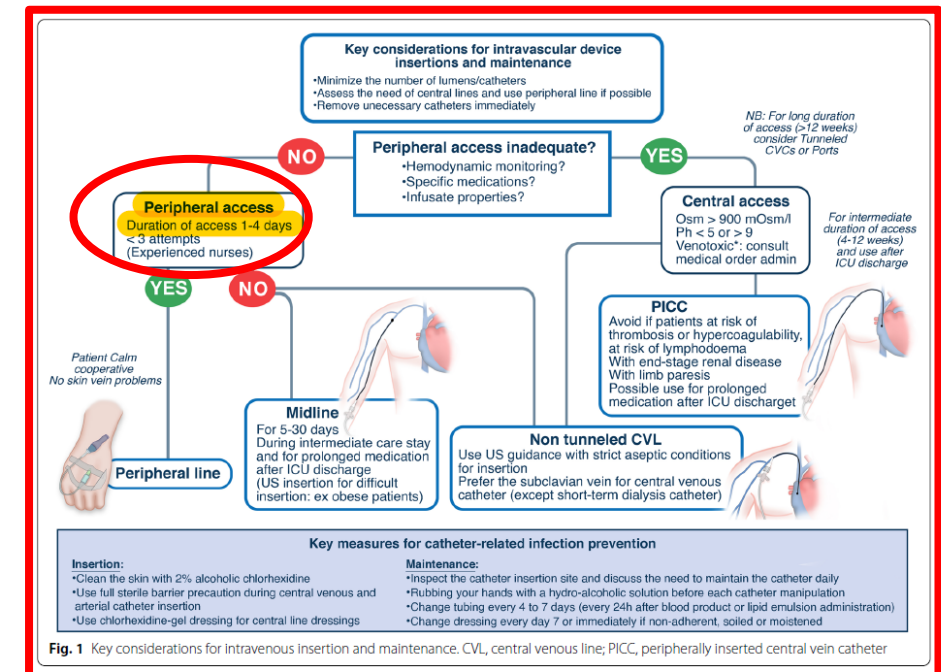 Key considerations for intravascular device
insertions and maintenance
•Minimize the number of lumens/catheters
•Assess the need of central lines and use peripheral line if possible
•Remove unecessary catheters immediately
NB: For long duration
of access (>12 weeks)
consider Tunneled
CVCs or Ports
NO
Peripheral access inadequate?
•Hemodynamic monitoring?
•Specific medications?
•Infusate properties?
YES
Peripheral access
Duration of access 1-4 days
< 3 attempts
(Experienced nurses)
Central access
Osm > 900 mOsm/l
Ph < 5 or > 9
Venotoxic*: consult
medical order admin
For intermediate
duration of access
(4-12 weeks)
and use after
ICU discharge
YES
NO
PICC
Avoid if patients at risk of
thrombosis or hypercoagulability,
at risk of lymphodoema
With end-stage renal disease
With limb paresis
Possible use for prolonged
medication after ICU discharget
Patient Calm
cooperative
No skin vein problems
Peripheral line
Midline
For 5-30 days
During intermediate care stay
and for prolonged medication
after ICU discharge
(US insertion for difficult
insertion: ex obese patients)
Non tunneled CVL
Use US guidance with strict aseptic conditions
for insertion
Prefer the subclavian vein for central venous
catheter (except short-term dialysis catheter)
Key measures for catheter-related infection prevention
Insertion:
•Clean the skin with 2% alcoholic chlorhexidine
•Use full sterile barrier precaution during central venous and
arterial catheter insertion
•Use chlorhexidine-gel dressing for central line dressings
Maintenance:
•Inspect the catheter insertion site and discuss the need to maintain the catheter daily
•Rubbing your hands with a hydro-alcoholic solution before each catheter manipulation
•Change tubing every 4 to 7 days (every 24h after blood product or lipid emulsion administration)
•Change dressing every day 7 or immediately if non-adherent, soiled or moistened
Fig. 1 Key considerations for intravenous insertion and maintenance. CVL, central venous line; PICC, peripherally inserted central vein catheter